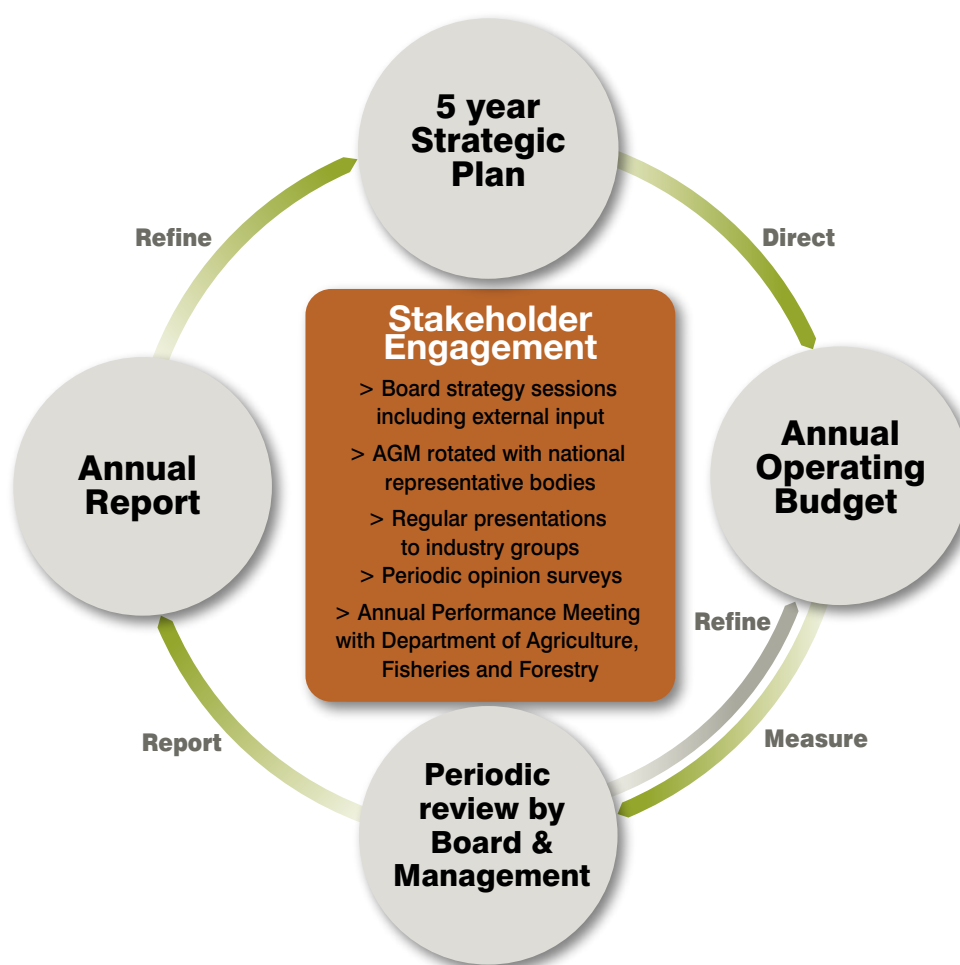 5 year
Strategic
Plan
Refine
Direct
Stakeholder
Engagement
> Board strategy sessions
including external input
> AGM rotated with national
representative bodies
> Regular presentations
to industry groups
> Periodic opinion surveys
> Annual Performance Meeting
with Department of Agriculture,
Fisheries and Forestry
Annual
Report
Annual
Operating
Budget
Refine
Report
Measure
Periodic
review by
Board &
Management